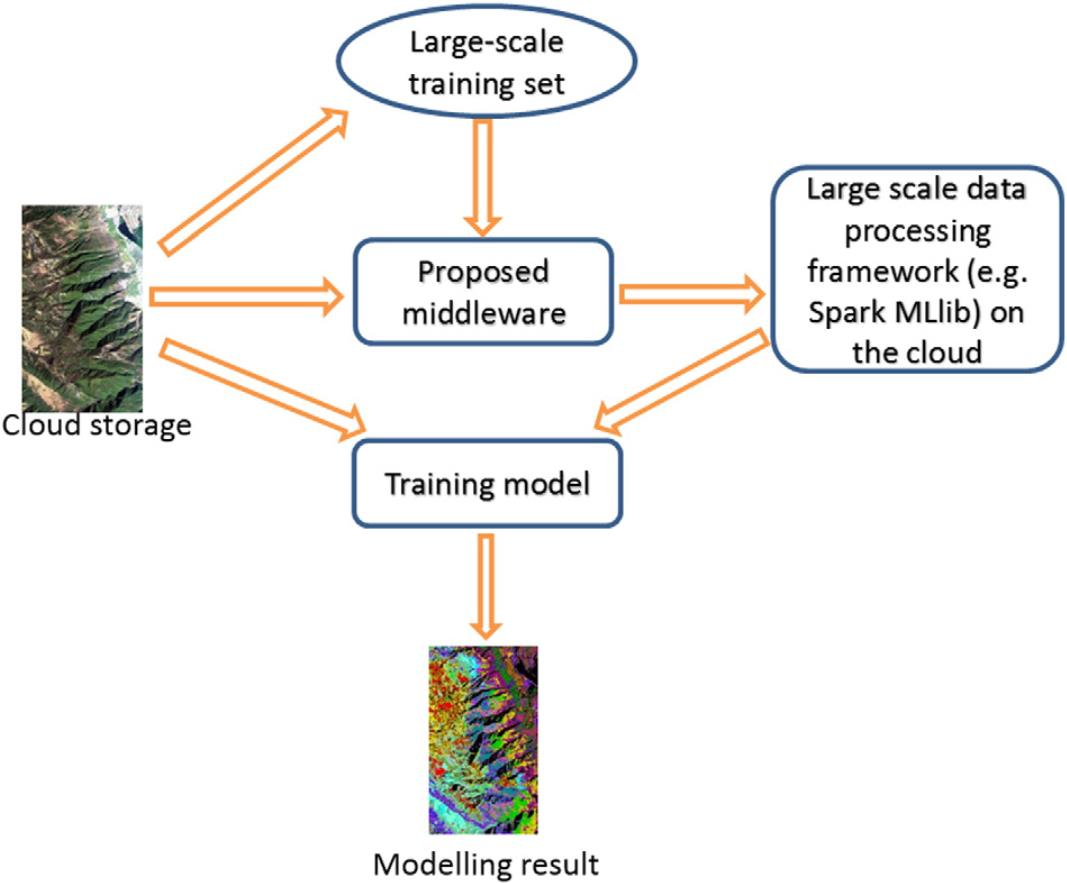 Large-scale
training set
Large scale data
processing
framework (e.g.
Spark MLlib) on
the cloud
Proposed
middleware
Cloud storage
Training model
Modelling result